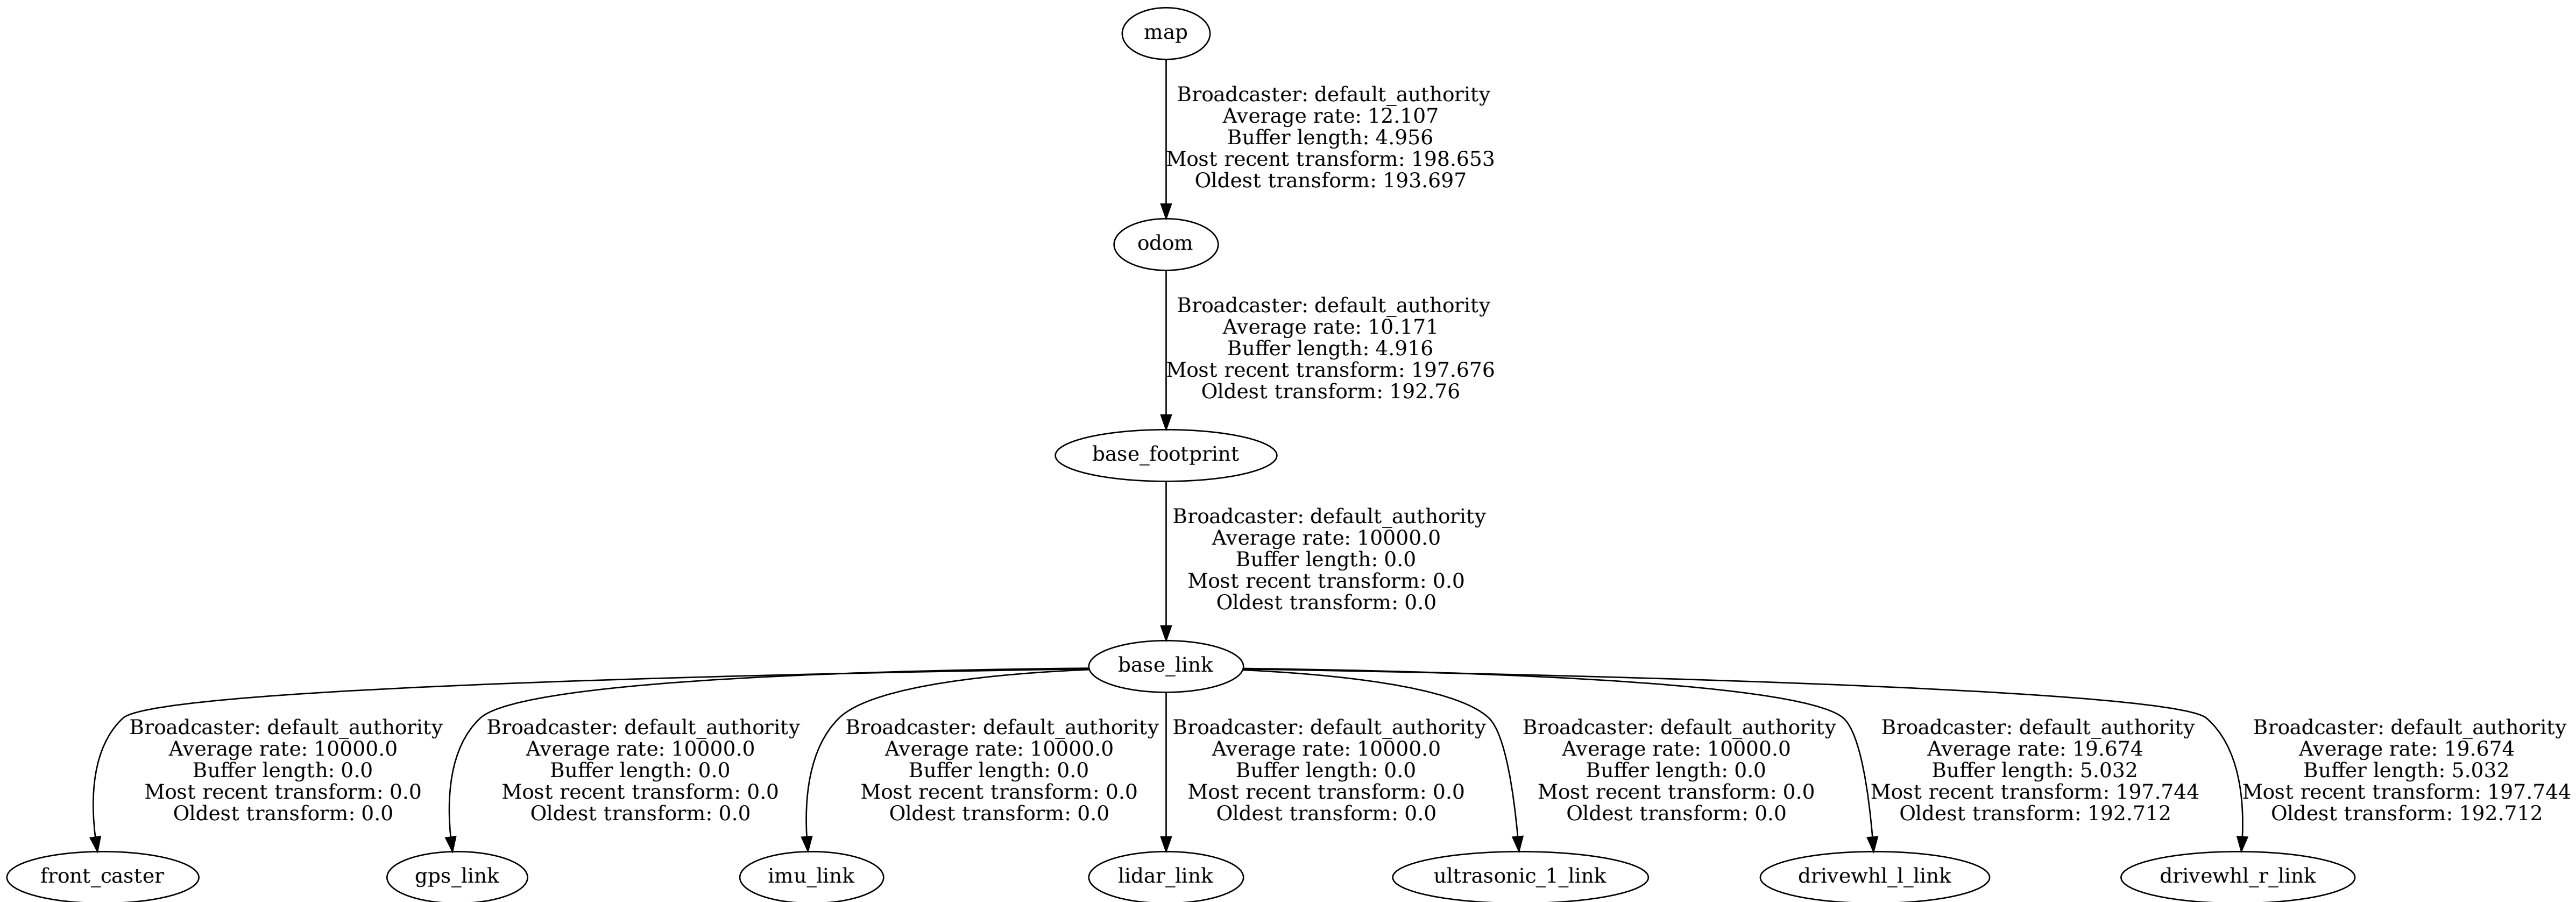 map
Broadcaster: default_authority
Average rate: 12.107
Buffer length: 4.956
Most recent transform: 198.653
Oldest transform: 193.697
odom
Broadcaster: default_authority
Average rate: 10.171
Buffer length: 4.916
Most recent transform: 197.676
Oldest transform: 192.76
base_footprint
Broadcaster: default_authority
Average rate: 10000.0
Buffer length: 0.0
Most recent transform: 0.0
Oldest transform: 0.0
base_link
Broadcaster: default_authority
Average rate: 10000.0
Buffer length: 0.0
Most recent transform: 0.0
Oldest transform: 0.0
Broadcaster: default_authority
Average rate: 10000.0
Buffer length: 0.0
Most recent transform: 0.0
Oldest transform: 0.0
Broadcaster: default_authority
Average rate: 10000.0
Buffer length: 0.0
Most recent transform: 0.0
Oldest transform: 0.0
Broadcaster: default_authority
Average rate: 10000.0
Buffer length: 0.0
Most recent transform: 0.0
Oldest transform: 0.0
Broadcaster: default_authority
Average rate: 10000.0
Buffer length: 0.0
Most recent transform: 0.0
Oldest transform: 0.0
Broadcaster: default_authority
Average rate: 19.674
Buffer length: 5.032
Most recent transform: 197.744
Oldest transform: 192.712
Broadcaster: default_authority
Average rate: 19.674
Buffer length: 5.032
Most recent transform: 197.744
Oldest transform: 192.712
front_caster
gps_link
imu_link
lidar_link
ultrasonic_1_link
drivewhl_l_link
drivewhl_r_link